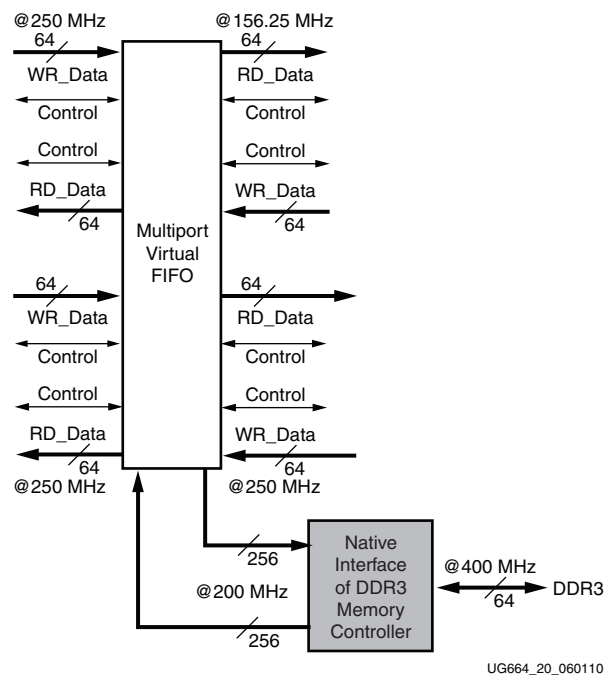 @250 MHz
@156.25 MHz
64
64
WR_Data
RD_Data
Control
Control
Control
Control
RD_Data
WR_Data
64
64
Multiport
Virtual
FIFO
64
64
WR_Data
RD_Data
Control
Control
Control
Control
RD_Data
WR_Data
64
64
@250 MHz
@250 MHz
256
@200 MHz
256
Native
Interface
of DDR3
Memory
Controller
@400 MHz
64
DDR3
UG664_20_060110